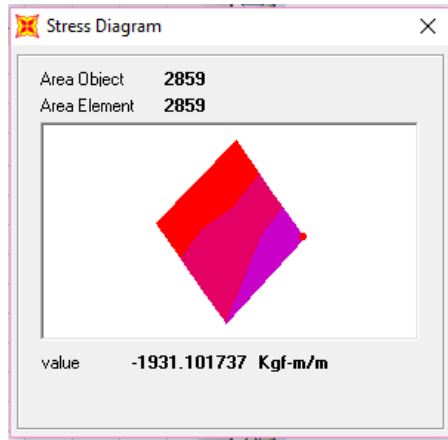 Stress Diagram
Area Object 2859
Area Element 2859
value -1931.101737 Kgf-m/m